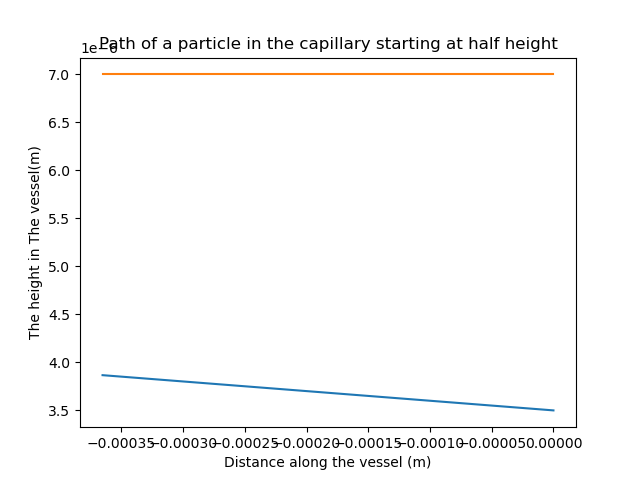 Path of a particle in the capillary starting at half height
7.0
6.5
6.0
5.5
5.0
4.5
4.0
3.5
The height in The vessel(m)
−0.00035 −0.00030 −0.00025 −0.00020 −0.00015 −0.00010 −0.00005 0.00000
Distance along the vessel (m)